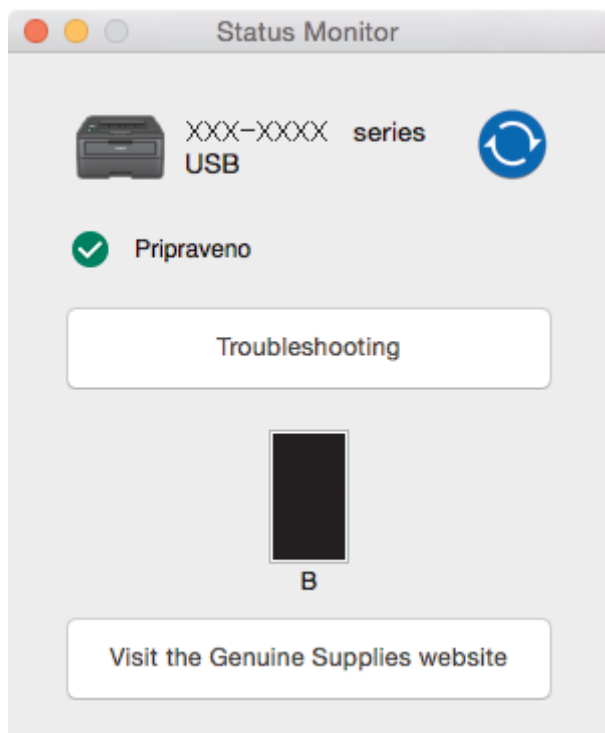 Status Monitor
XXX-XXXX series
USB
Pripraveno
Troubleshooting
B
Visit the Genuine Supplies website